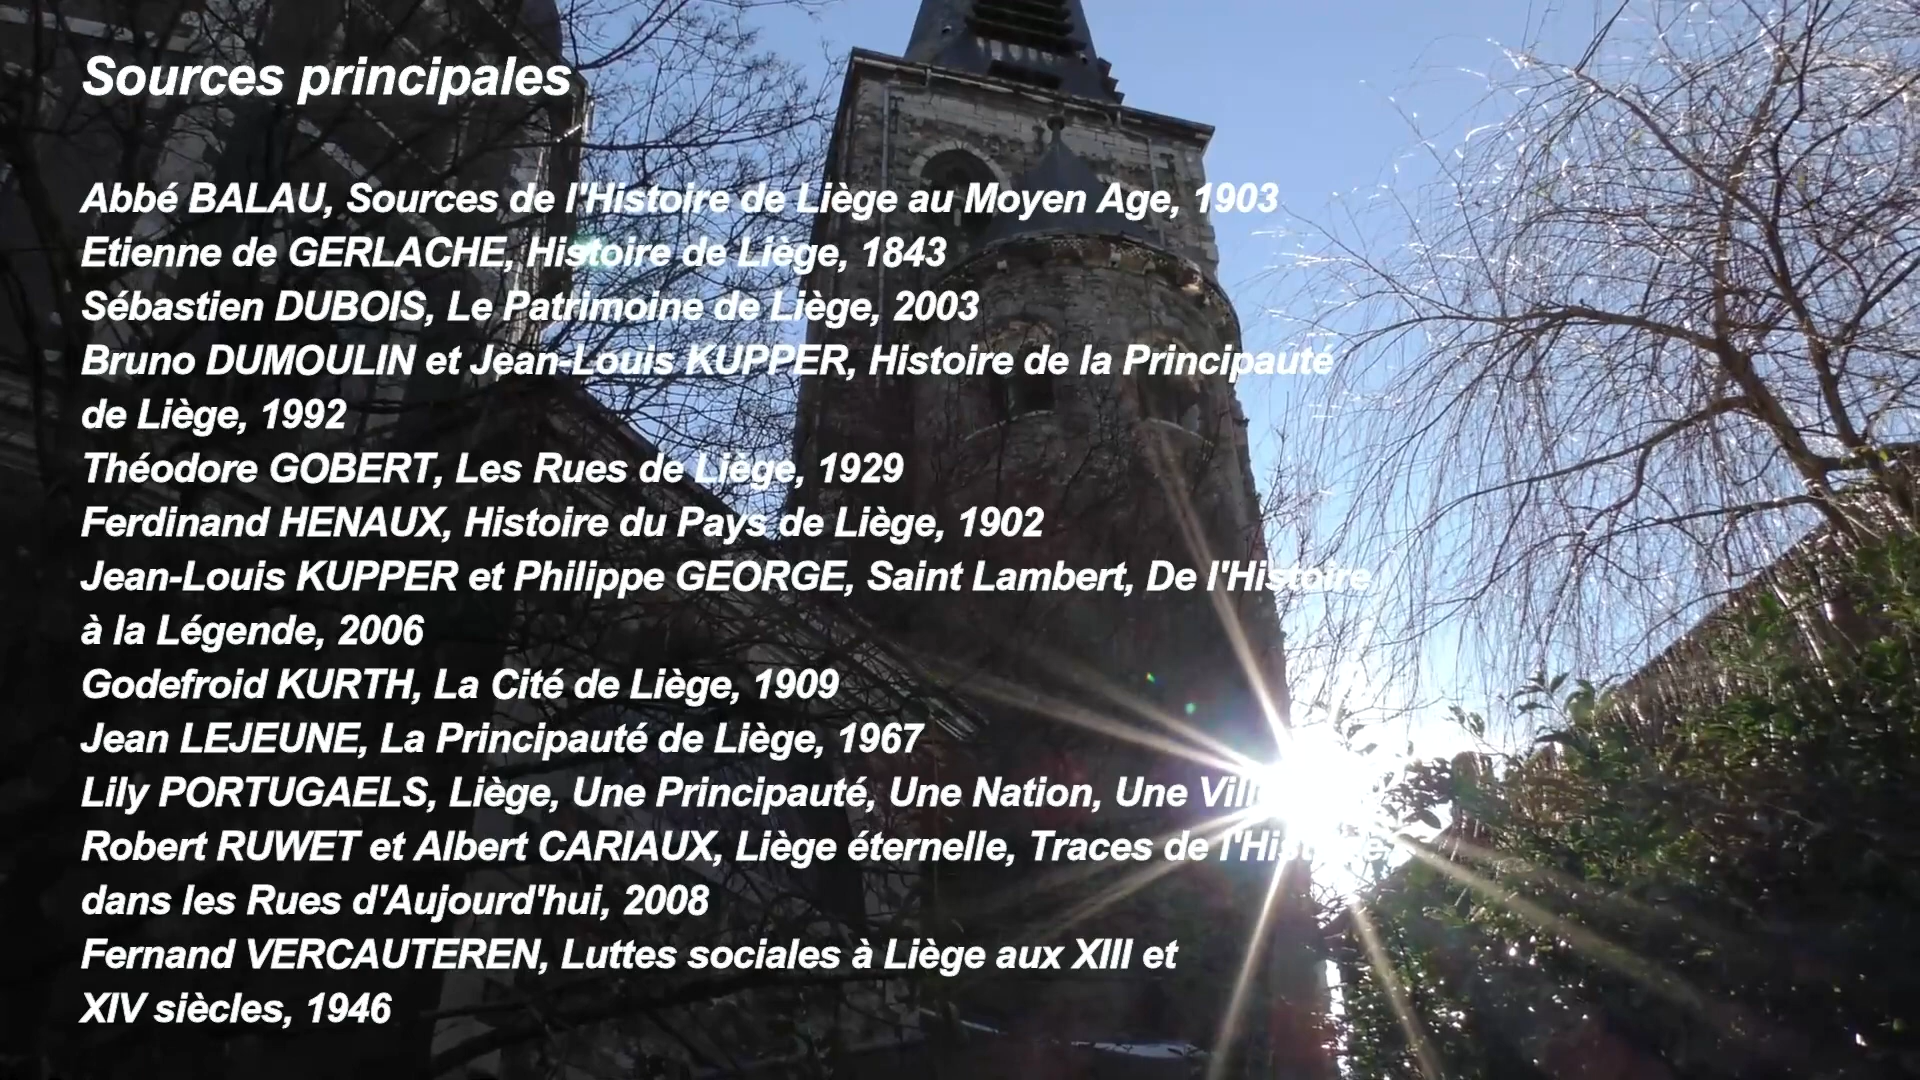 Sources principales
Abbé BALAU, Sources de l'Histoire de Liège au Moyen Age, 1903
Etienne de GERLACHE, Histoire de Liège, 1843
Sébastien DUBOIS, Le Patrimoine de Liège, 2003
Bruno DUMOULIN et Jean-Louis KUPPER, Histoire de la Principauté
de Liège, 1992
Théodore GOBERT, Les Rues de Liège, 1929
Ferdinand HENAUX, Histoire du Pays de Liège, 1902
Jean-Louis KUPPER et Philippe GEORGE, Saint Lambert, De l'Histoire
à la Légende, 2006
Godefroid KURTH, La Cité de Liège, 1909
Jean LEJEUNE, La Principauté de Liège, 1967
Lily PORTUGAELS, Liège, Une Principauté, Une Nation, Une
Robert RUWET et Albert CARIAUX, Liège éternelle, Traces de l'Histoire
dans les Rues d'Aujourd'hui, 2008
Fernand VERCAUTEREN, Luttes sociales à Liège aux XIII et
XIV siècles, 1946